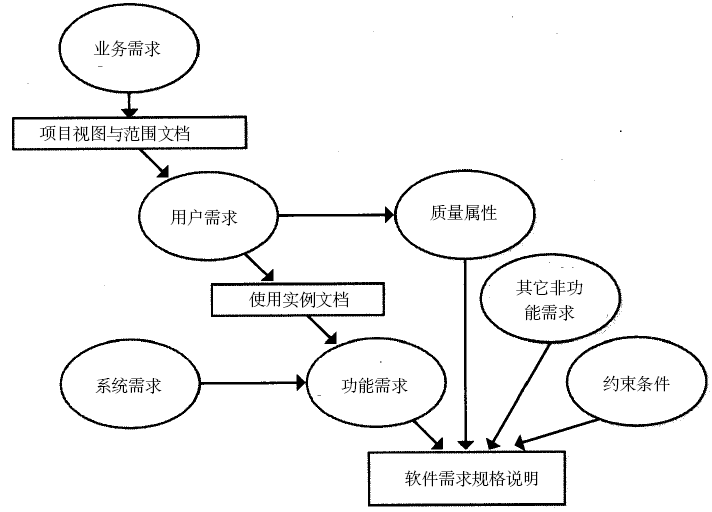 业务需求
项目视图与范围文档
用户需求
质量属性
其它非功
能需求
使用实例文档
系统需求
功能需求
约束条件
软件需求规格说明